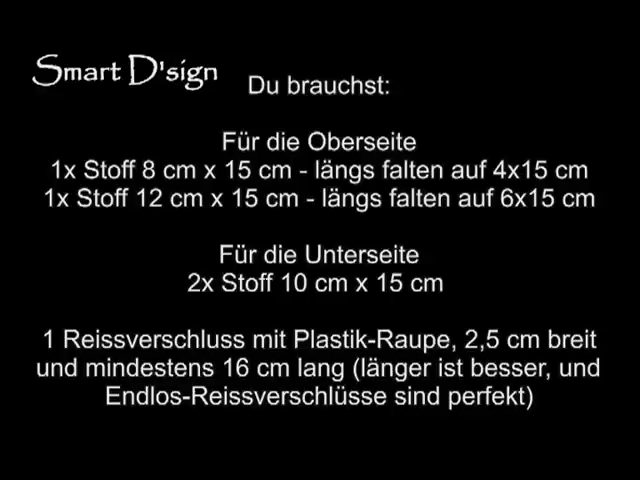 Smart D'sign
Du brauchst:
Für die Oberseite
1x Stoff 8 cm x 15 cm - längs falten auf 4x15 cm
1x Stoff 12 cm x 15 cm - längs falten auf 6x15 cm
Für die Unterseite
2x Stoff 10 cm x 15 cm
1 Reissverschluss mit Plastik-Raupe, 2,5 cm breit
und mindestens 16 cm lang (länger ist besser, und
Endlos-Reissverschlüsse sind perfekt)